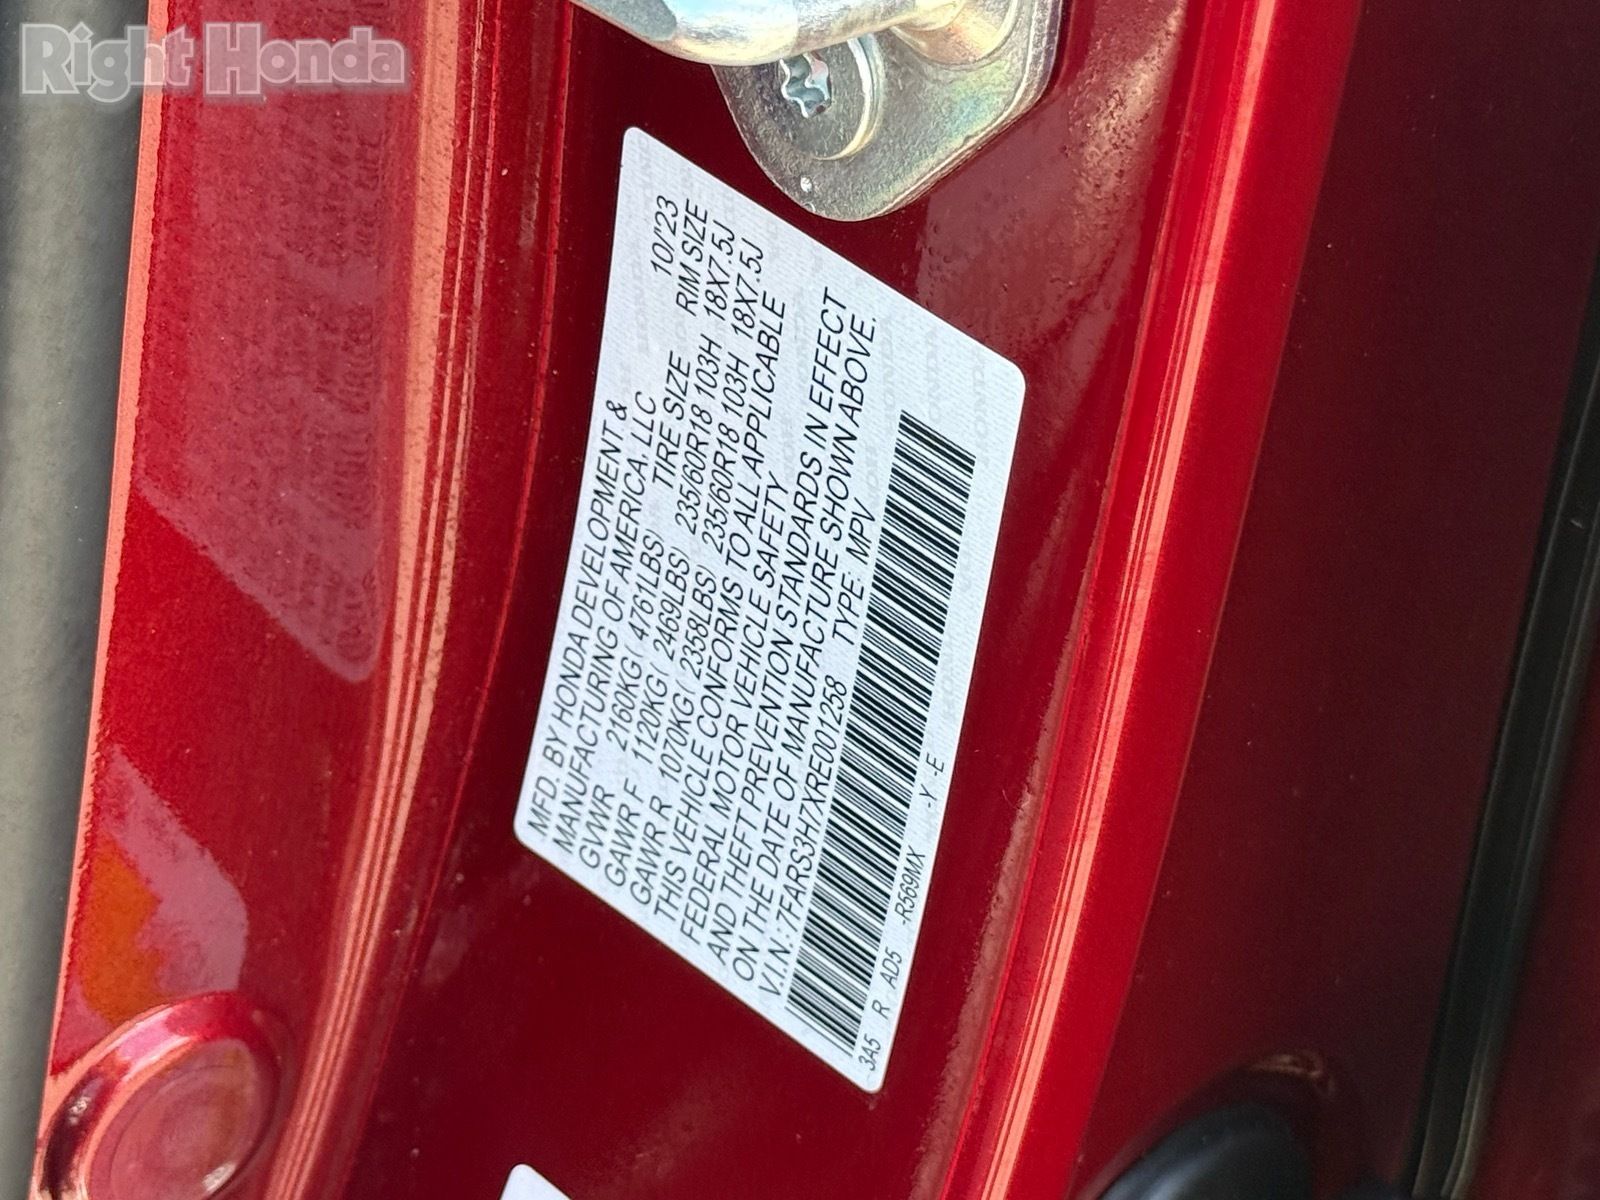 Right Honda
MFD. BY HONDA DEVELOPMENT & 10/'23
MANUFACTURING OF AMERICA, LLC
GVWR 2160KG( 4761LBS) TIRE SIZE RIM SIZE
GAWR F 1120KG( 2469LBS) 235/60R18 103H 18X7.5J
GAWR R 1070KG( 2358LBS) 235/60R18 103H 18X7.5J
THIS VEHICLE CONFORMS TO ALL APPLICABLE
FEDERAL MOTOR VEHICLE SAFETY
AND THEFT PREVENTION STANDARDS IN EFFECT
ON THE DATE OF MANUFACTURE SHOWN ABOVE.
V.I.N.:7FARS3H7XRE001258 TYPE: MPV
3A5 R AD5 -R569MX -Y -E